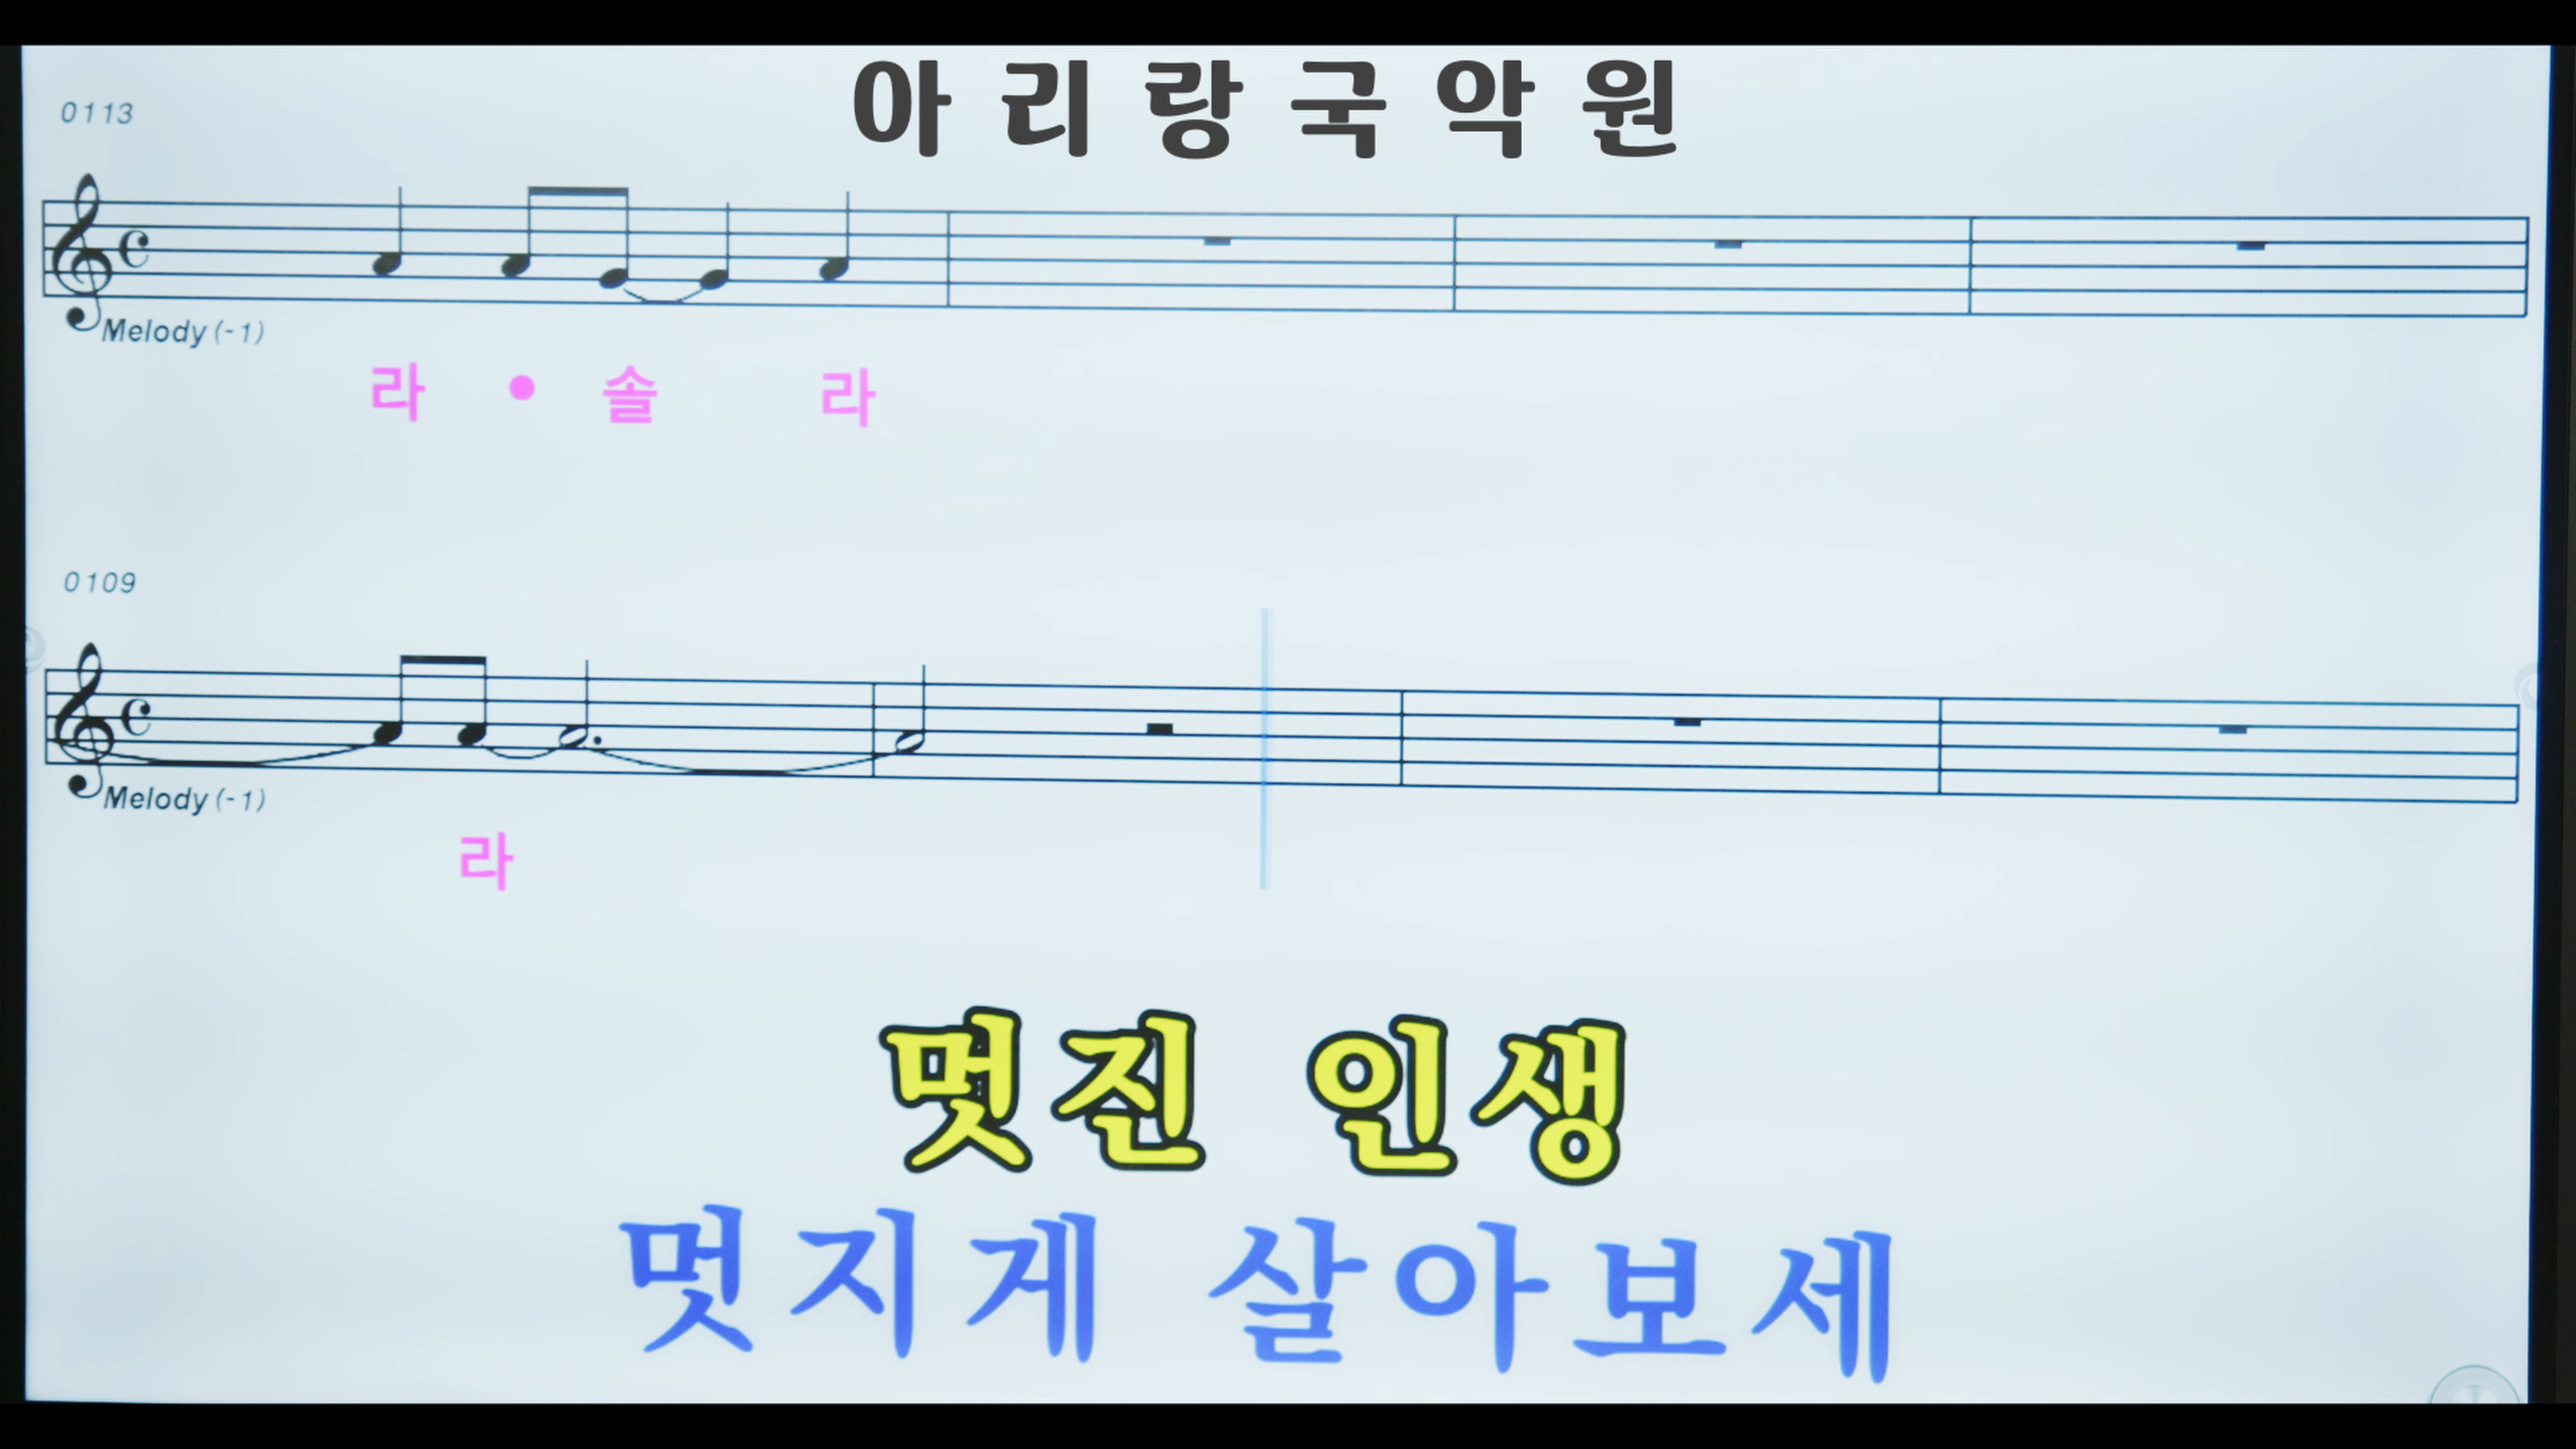 아리랑국악원
0113
Melody (-1)
라 • 솔 라
0109
Melody (-1)
라
멋진 인생
멋지게 살아보세